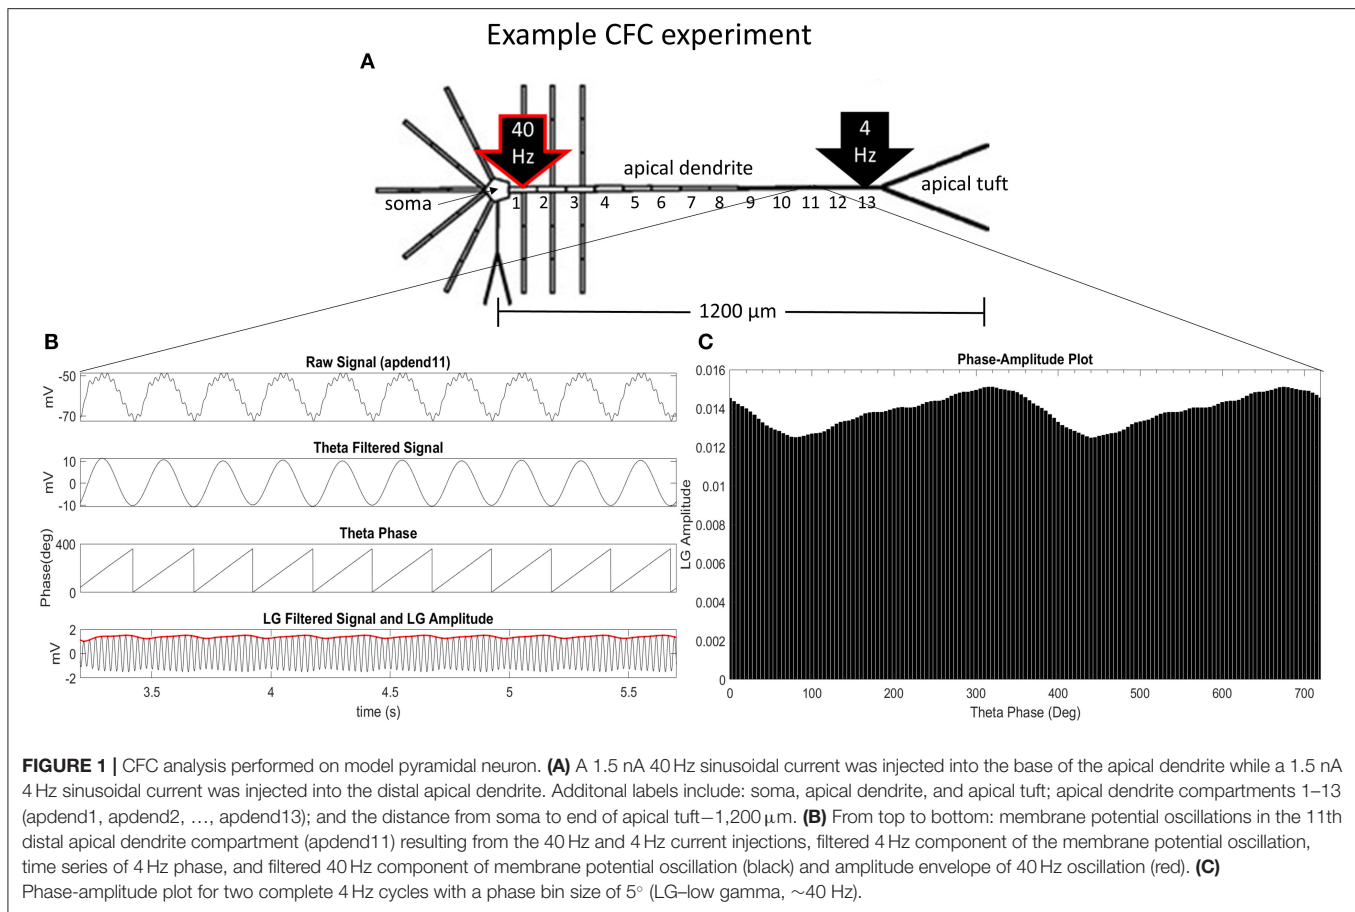 Example CFC experiment
A
40
Hz
4
Hz
apical dendrite
apical tuft
soma
1 2 3 4 5 6 7 8 9 10 11 12 13
1200 µm
B
Raw Signal (apdend11)
-50
-70
mV
Theta Filtered Signal
10
0
-10
mV
Theta Phase
400
0
Phase(deg)
LG Filtered Signal and LG Amplitude
2
0
-2
mV
3.5 4 4.5 5 5.5
time (s)
C
Phase-Amplitude Plot
0.016
0.014
0.012
0.01
0.008
0.006
0.004
0.002
0
LG Amplitude
0 100 200 300 400 500 600 700
Theta Phase (Deg)
FIGURE 1 | CFC analysis performed on model pyramidal neuron. (A) A 1.5 nA 40 Hz sinusoidal current was injected into the base of the apical dendrite while a 1.5 nA
4 Hz sinusoidal current was injected into the distal apical dendrite. Additonal labels include: soma, apical dendrite, and apical tuft; apical dendrite compartments 1–13
(apdend1, apdend2, …, apdend13); and the distance from soma to end of apical tuft—1,200 µm. (B) From top to bottom: membrane potential oscillations in the 11th
distal apical dendrite compartment (apdend11) resulting from the 40 Hz and 4 Hz current injections, filtered 4 Hz component of the membrane potential oscillation,
time series of 4 Hz phase, and filtered 40 Hz component of membrane potential oscillation (black) and amplitude envelope of 40 Hz oscillation (red). (C)
Phase-amplitude plot for two complete 4 Hz cycles with a phase bin size of 5° (LG–low gamma, ∼40 Hz).